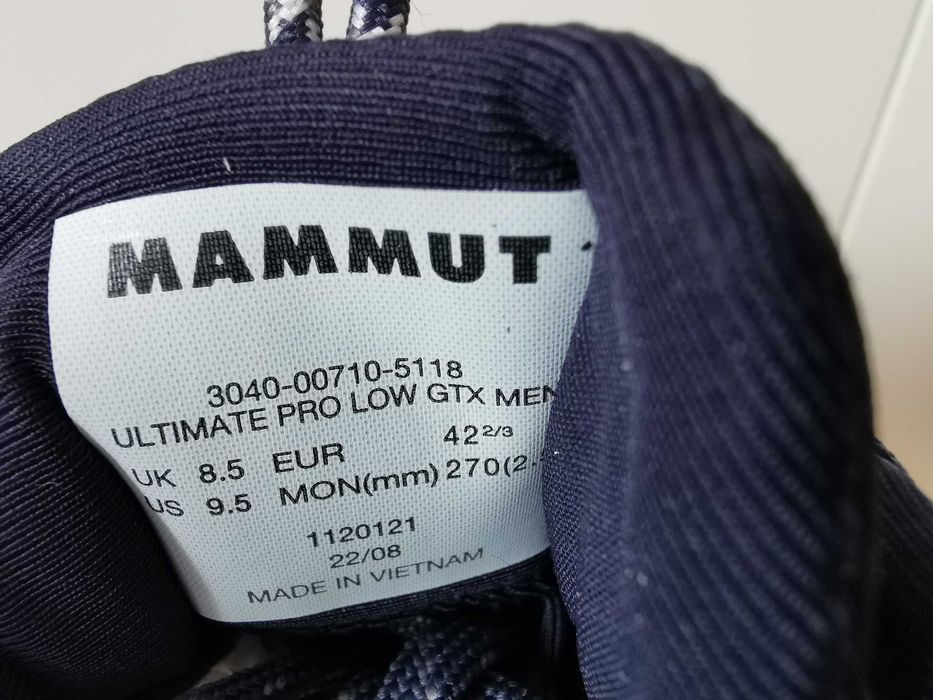 MAMMUT
3040-00710-5118
ULTIMATE PRO LOW GTX MEN
UK 8.5 EUR 42 2/3
US 9.5 MON(mm) 270(2.
1120121
22/08
MADE IN VIETNAM